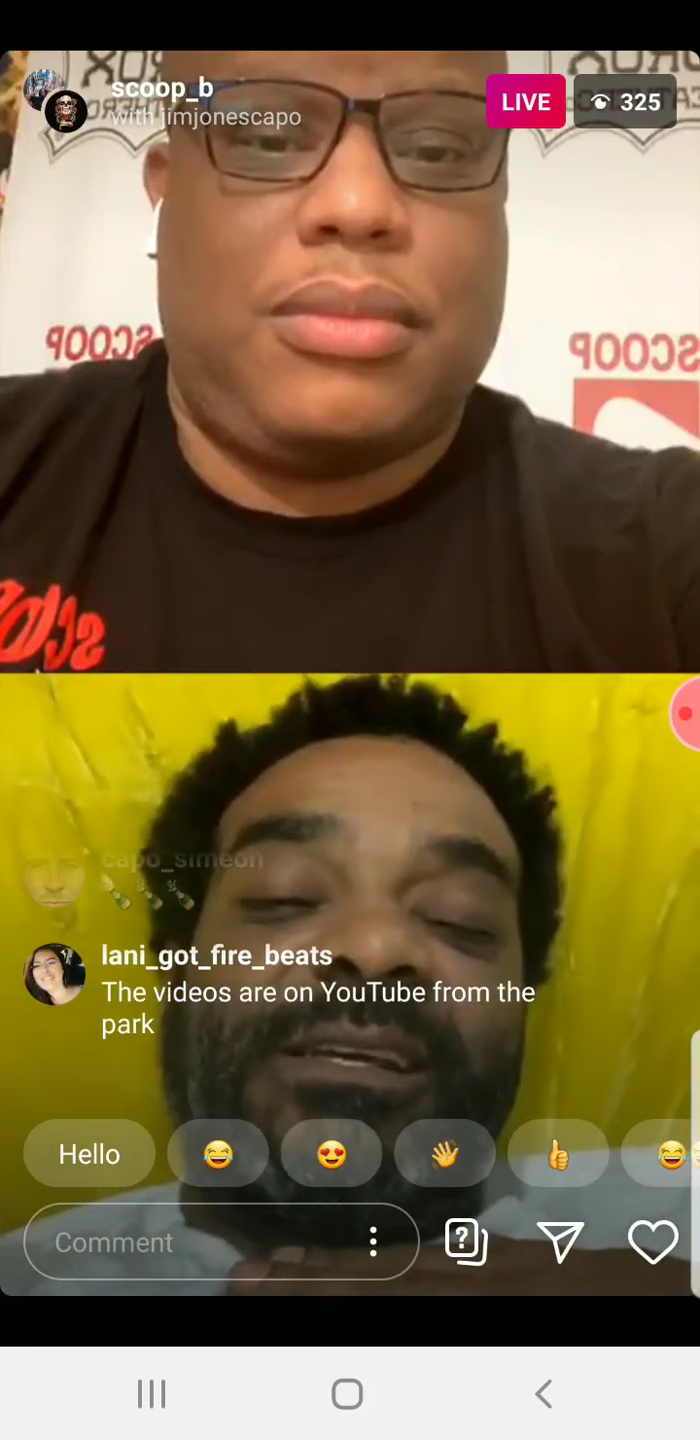 scoop_b
with jimjonescapo
LIVE
325
SCOOP
SCOOP
capo_simeon
lani_got_fire_beats
The videos are on YouTube from the
park
Hello
Comment